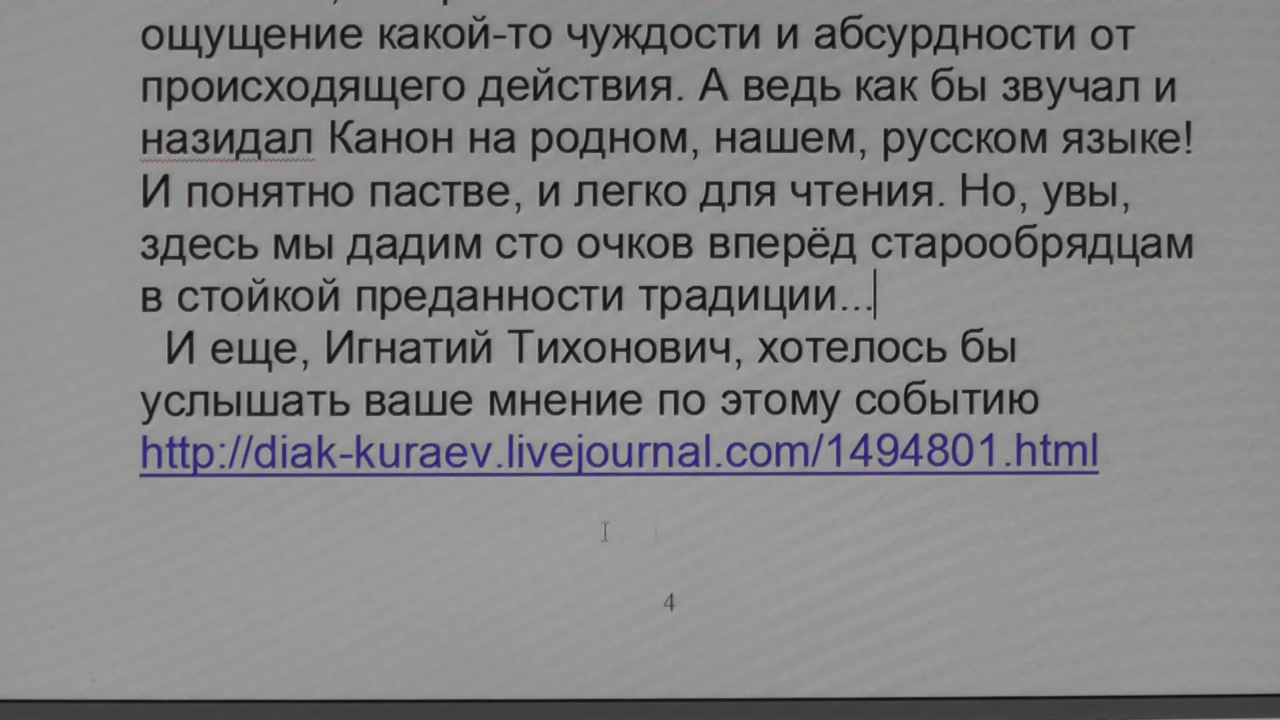 ощущение какой-то чуждости и абсурдности от
происходящего действия. А ведь как бы звучал и
назидал Канон на родном, нашем, русском языке!
И понятно пастве, и легко для чтения. Но, увы,
здесь мы дадим сто очков вперёд старообрядцам
в стойкой преданности традиции...
И еще, Игнатий Тихонович, хотелось бы
услышать ваше мнение по этому событию
http://diak-kuraev.livejournal.com/1494801.html
4